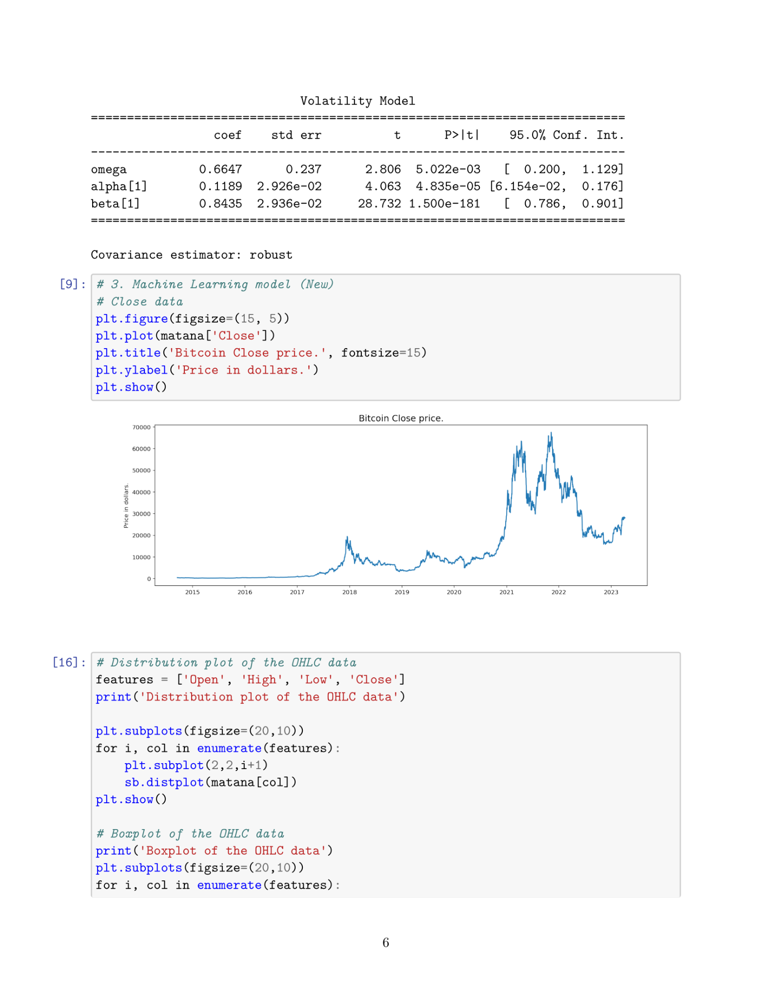 Volatility Model
==========================================================================
coef std err t P>|t| 95.0% Conf. Int.
--------------------------------------------------------------------------
omega 0.6647 0.237 2.806 5.022e-03 [ 0.200, 1.129]
alpha[1] 0.1189 2.926e-02 4.063 4.835e-05 [6.154e-02, 0.176]
beta[1] 0.8435 2.936e-02 28.732 1.500e-181 [ 0.786, 0.901]
==========================================================================
Covariance estimator: robust
[9]: # 3. Machine Learning model (New)
# Close data
plt.figure(figsize=(15, 5))
plt.plot(matana['Close'])
plt.title('Bitcoin Close price.', fontsize=15)
plt.ylabel('Price in dollars.')
plt.show()
Bitcoin Close price.
70000
60000
50000
40000
30000
20000
10000
0
Price in dollars.
2015 2016 2017 2018 2019 2020 2021 2022 2023
[16]: # Distribution plot of the OHLC data
features = ['Open', 'High', 'Low', 'Close']
print('Distribution plot of the OHLC data')
plt.subplots(figsize=(20,10))
for i, col in enumerate(features):
    plt.subplot(2,2,i+1)
    sb.distplot(matana[col])
plt.show()
# Boxplot of the OHLC data
print('Boxplot of the OHLC data')
plt.subplots(figsize=(20,10))
for i, col in enumerate(features):
6